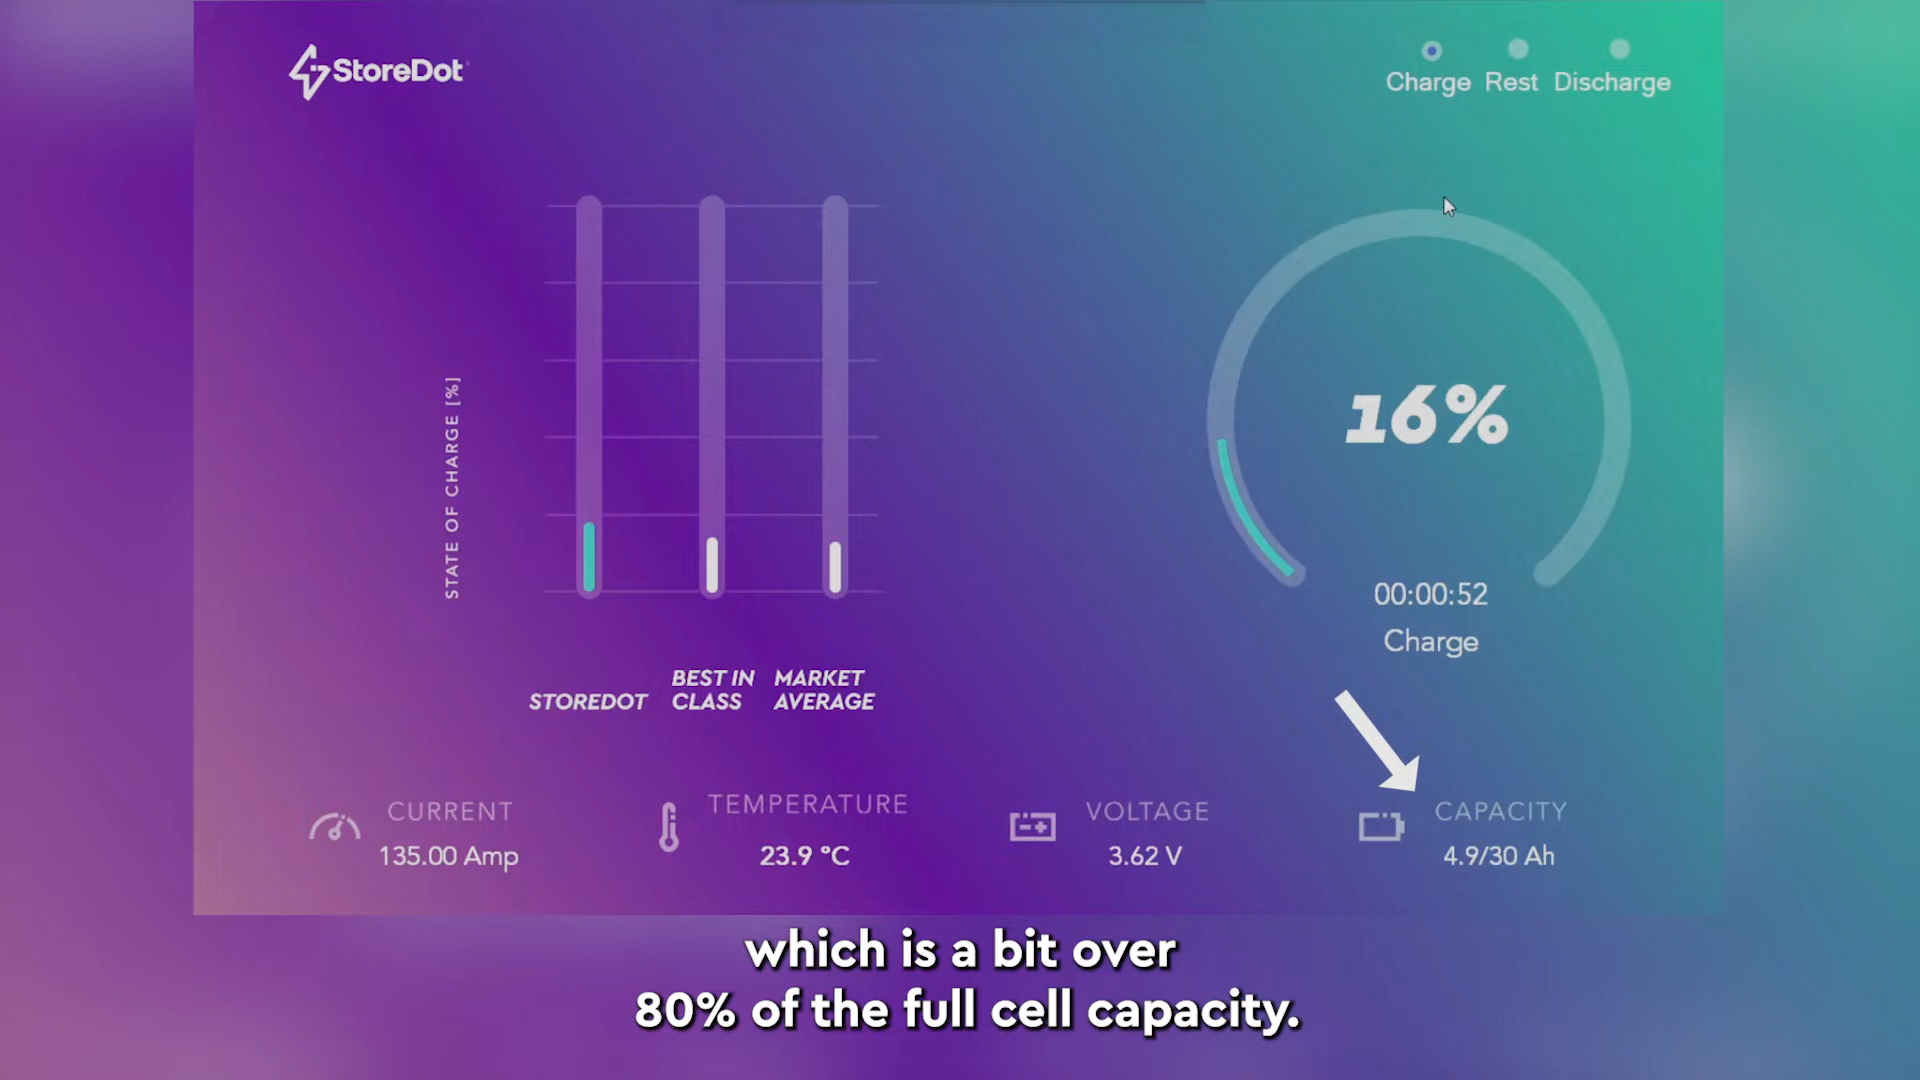 StoreDot
Charge Rest Discharge
STATE OF CHARGE [%]
16%
00:00:52
Charge
STOREDOT
BEST IN
CLASS
MARKET
AVERAGE
CURRENT
135.00 Amp
TEMPERATURE
23.9 °C
VOLTAGE
3.62 V
CAPACITY
4.9/30 Ah
which is a bit over
80% of the full cell capacity.